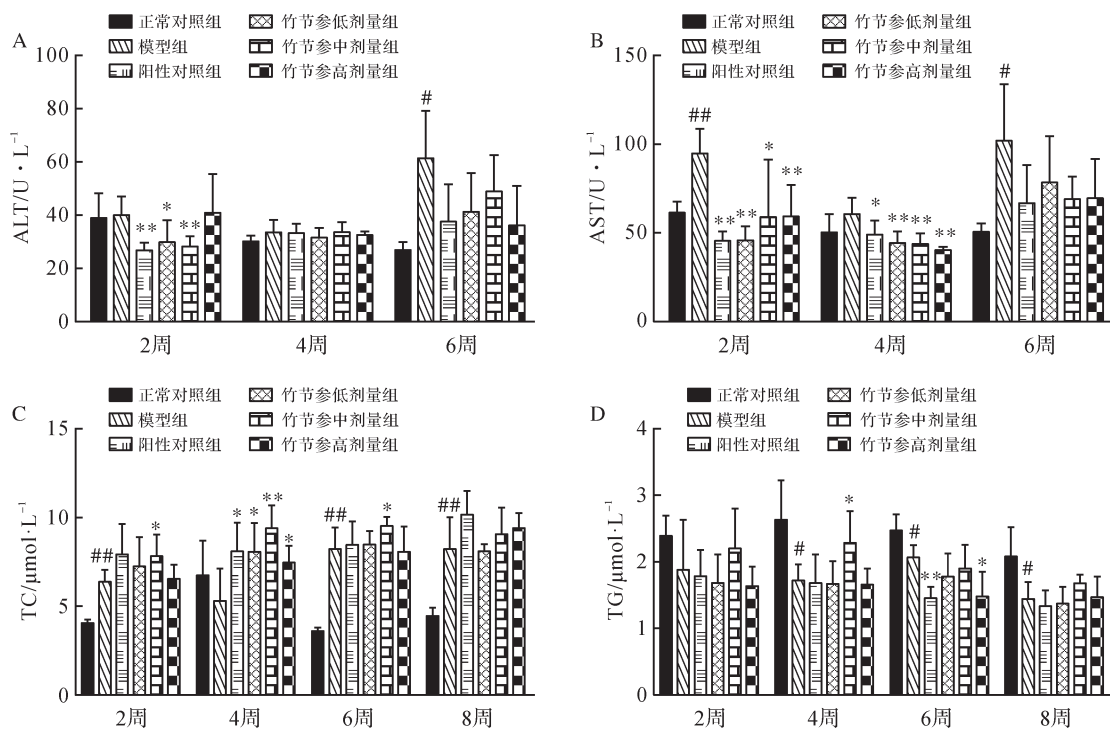 A
正常对照组 竹节参低剂量组
模型组 竹节参中剂量组
阳性对照组 竹节参高剂量组
ALT/U·L⁻¹
100
80
60
40
20
0
** * **
#
2周 4周 6周
B
正常对照组 竹节参低剂量组
模型组 竹节参中剂量组
阳性对照组 竹节参高剂量组
AST/U·L⁻¹
150
100
50
0
## ** ** * **
* ** ** **
#
2周 4周 6周
C
正常对照组 竹节参低剂量组
模型组 竹节参中剂量组
阳性对照组 竹节参高剂量组
TC/μmol·L⁻¹
15
10
5
0
## *
* * ** *
## *
##
2周 4周 6周 8周
D
正常对照组 竹节参低剂量组
模型组 竹节参中剂量组
阳性对照组 竹节参高剂量组
TG/μmol·L⁻¹
4
3
2
1
0
# *
# ** *
#
2周 4周 6周 8周